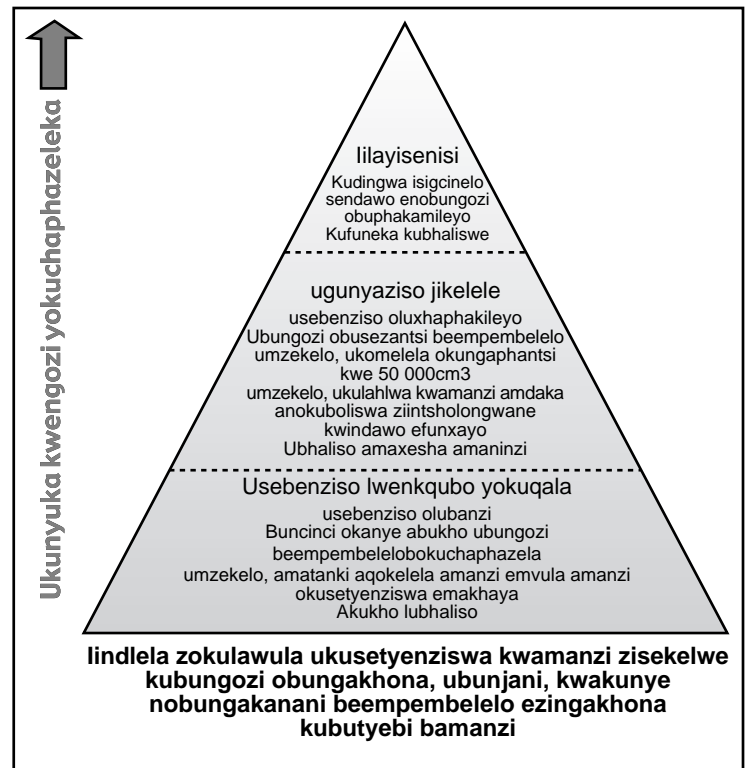 Ukunyuka kwengozi yokuchaphazeleka
Iilayisenisi
Kudingwa isigcinelo
sendawo enobungozi
obuphakamileyo
Kufuneka kubhaliswe
ugunyaziso jikelele
usebenziso oluxhaphakileyo
Ubungozi obusezantsi beempembelelo
umzekelo, ukomelela okungaphantsi
kwe 50 000cm3
umzekelo, ukulahlwa kwamanzi amdaka
anokuboliswa ziintsholongwane
kwindawo efunxayo
Ubhaliso amaxesha amaninzi
Usebenziso lwenkqubo yokuqala
usebenziso olubanzi
Buncinci okanye abukho ubungozi
beempembelelobokuchaphazela
umzekelo, amatanki aqokelela amanzi emvula amanzi
okusetyenziswa emakhaya
Akukho lubhaliso
Iindlela zokulawula ukusetyenziswa kwamanzi zisekelwe
kubungozi obungakhona, ubunjani, kwakunye
nobungakanani beempembelelo ezingakhona
kubutyebi bamanzi